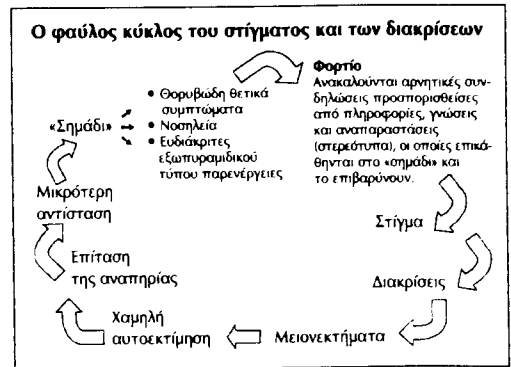 Ο φαύλος κύκλος του στίγματος και των διακρίσεων
«Σημάδι»
• Θορυβώδη θετικά
συμπτώματα
• Νοσηλεία
• Ευδιάκριτες
εξωπυραμιδικού
τύπου παρενέργειες
Φορτίο
Ανακαλούνται αρνητικές συν-
δηλώσεις προσπορισθείσες
από πληροφορίες, γνώσεις
και αναπαραστάσεις
(στερεότυπα), οι οποίες επικά-
θηνται στο «σημάδι» και
το επιβαρύνουν.
Στίγμα
Διακρίσεις
Μειονεκτήματα
Χαμηλή
αυτοεκτίμηση
Επίταση
της αναπηρίας
Μικρότερη
αντίσταση